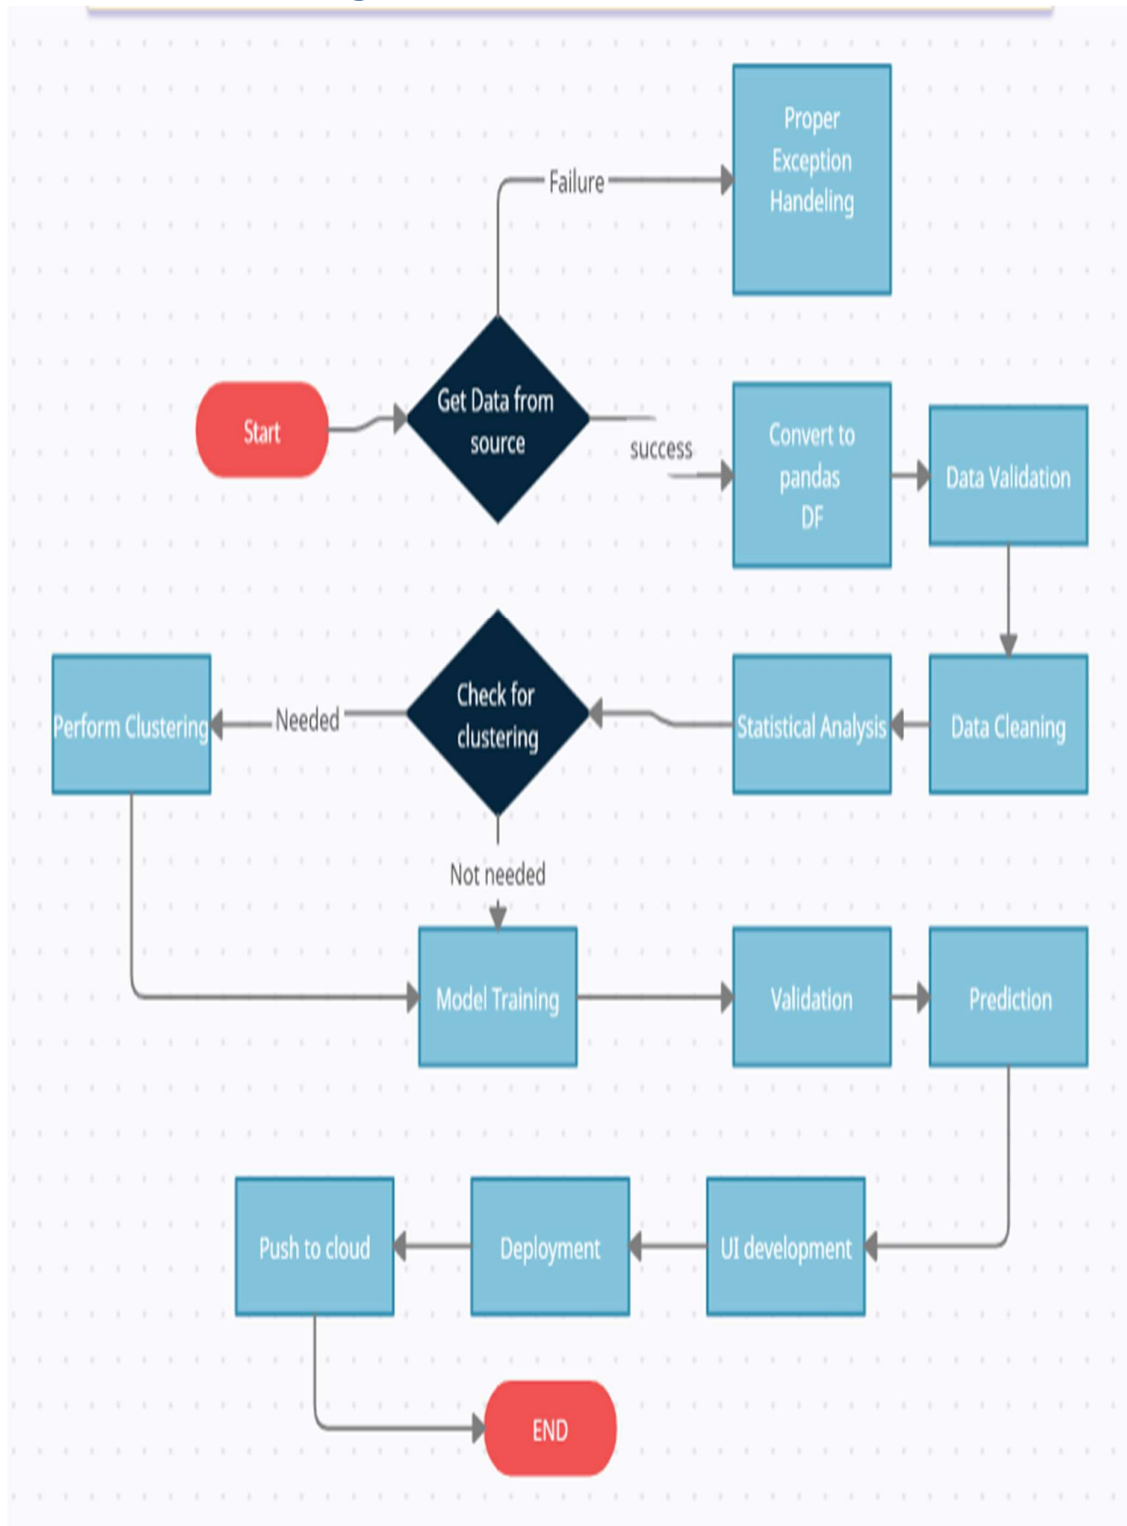 Proper
Exception
Handeling
Failure
Start
Get Data from
source
success
Convert to
pandas
DF
Data Validation
Perform Clustering
Needed
Check for
clustering
Statistical Analysis
Data Cleaning
Not needed
Model Training
Validation
Prediction
Push to cloud
Deployment
UI development
END